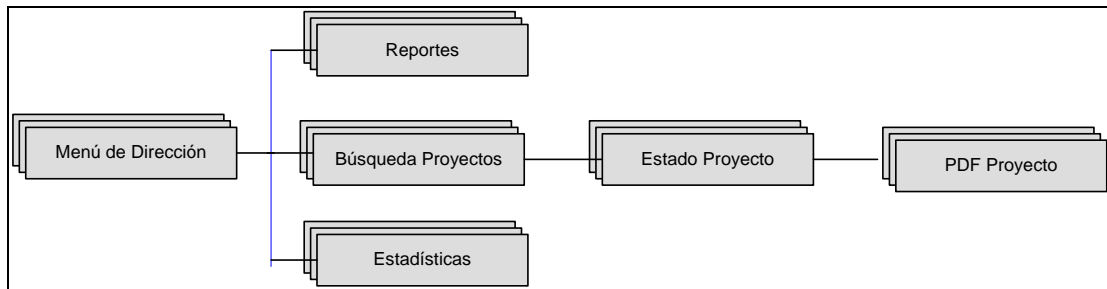 Reportes
Menú de Dirección
Búsqueda Proyectos
Estado Proyecto
PDF Proyecto
Estadísticas